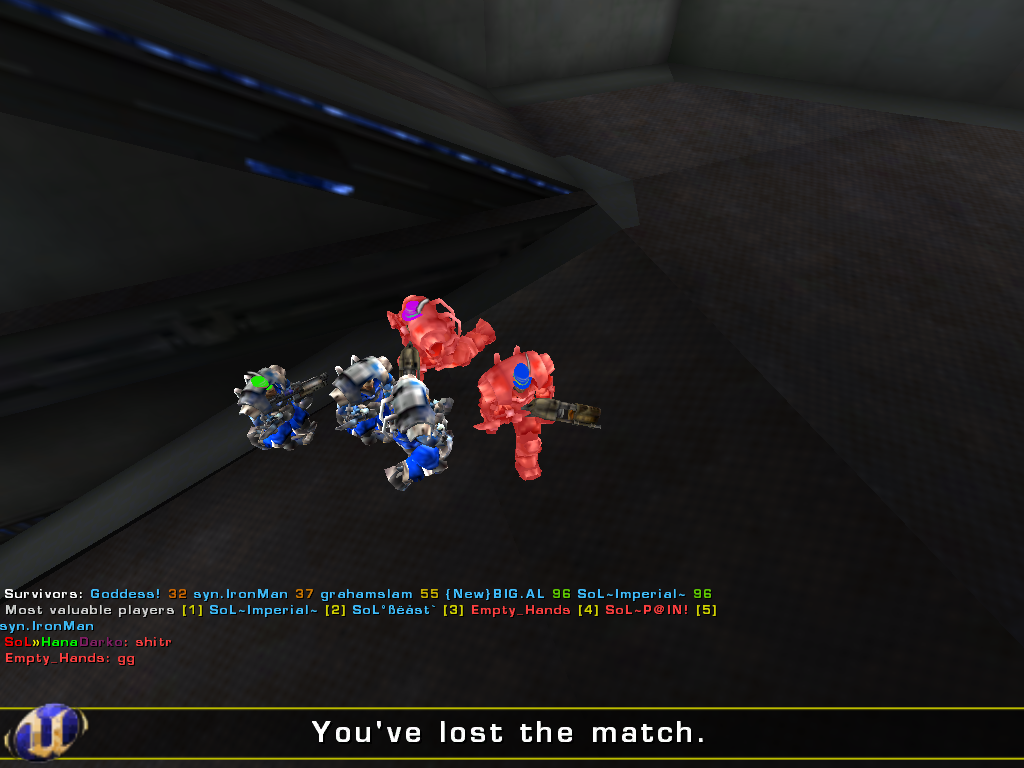 Survivors: Goddess! 32 syn.IronMan 37 grahamslam 55 {New}BIG.AL 96 SoL~Imperial~ 96
Most valuable players [1] SoL~Imperial~ [2] SoL°ßêâst` [3] Empty_Hands [4] SoL~P@IN! [5]
syn.IronMan
SoL»HanaDarko: shitr
Empty_Hands: gg
You've lost the match.